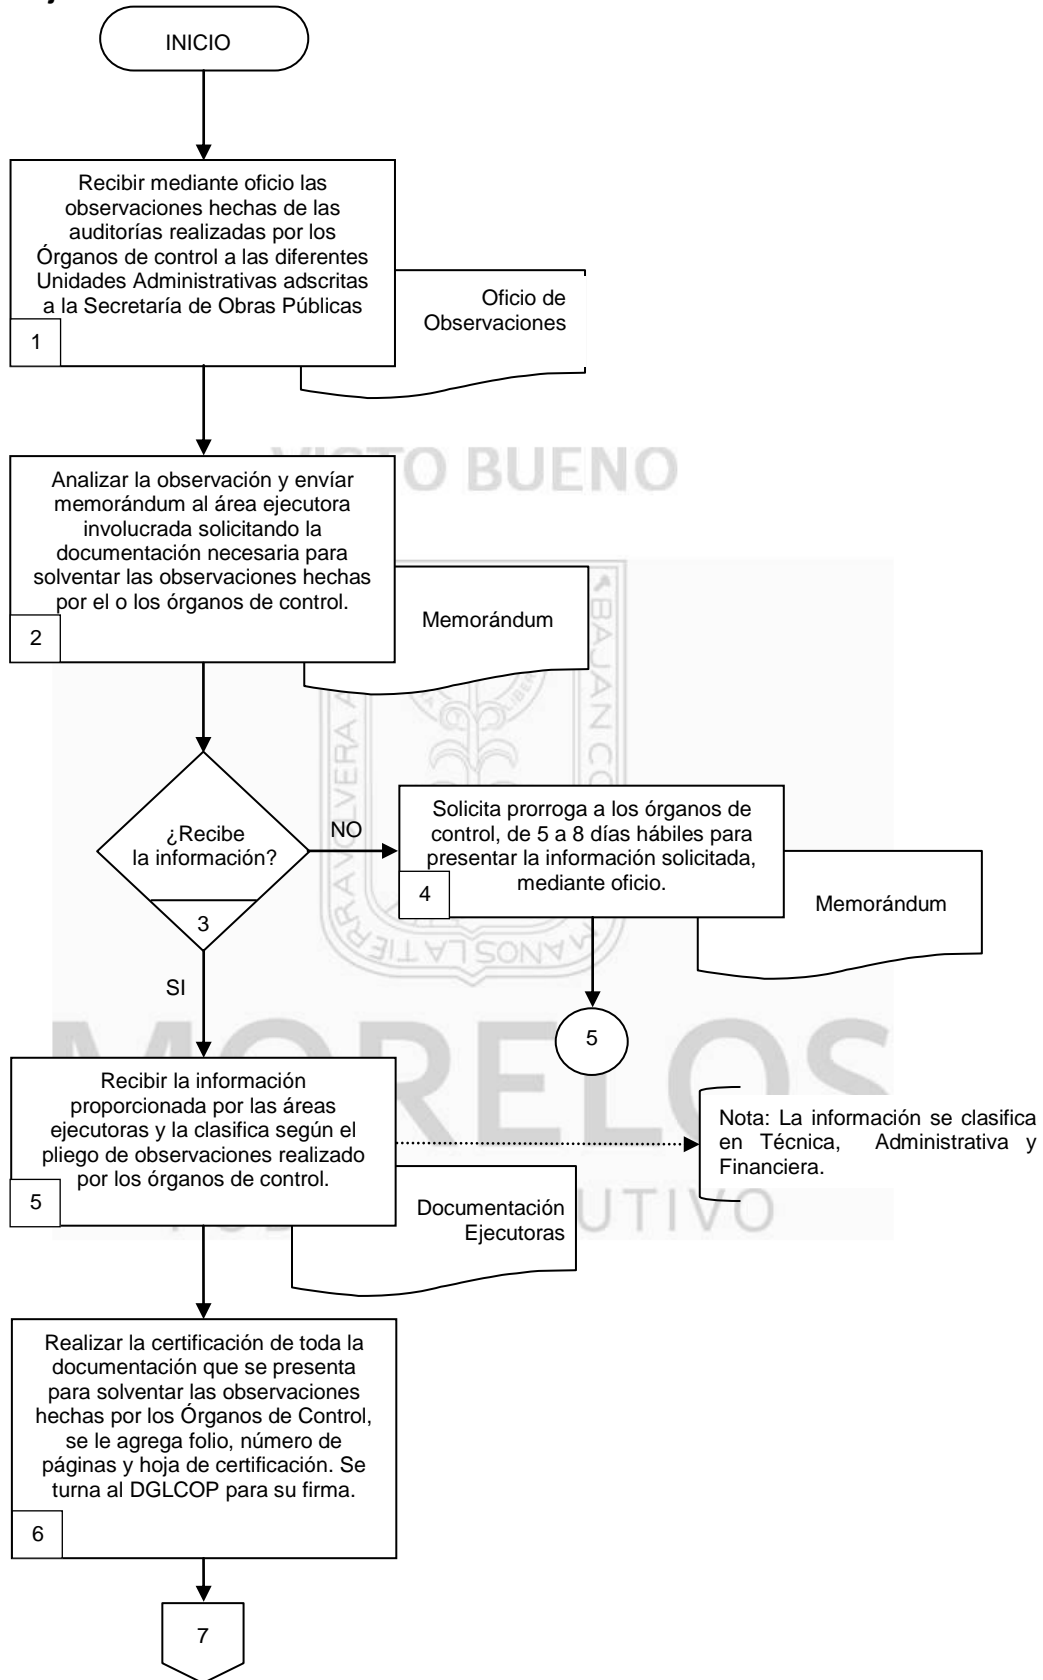 INICIO
Recibir mediante oficio las
observaciones hechas de las
auditorías realizadas por los
Órganos de control a las diferentes
Unidades Administrativas adscritas
a la Secretaría de Obras Públicas
1
Oficio de
Observaciones
VISTO BUENO
Analizar la observación y envíar
memorándum al área ejecutora
involucrada solicitando la
documentación necesaria para
solventar las observaciones hechas
por el o los órganos de control.
2
Memorándum
¿Recibe
la información?
3
NO
SI
Solicita prorroga a los órganos de
control, de 5 a 8 días hábiles para
presentar la información solicitada,
mediante oficio.
4
Memorándum
5
MORELOS
Recibir la información
proporcionada por las áreas
ejecutoras y la clasifica según el
pliego de observaciones realizado
por los órganos de control.
5
Nota: La información se clasifica
en Técnica, Administrativa y
Financiera.
Documentación
Ejecutoras
Realizar la certificación de toda la
documentación que se presenta
para solventar las observaciones
hechas por los Órganos de Control,
se le agrega folio, número de
páginas y hoja de certificación. Se
turna al DGLCOP para su firma.
6
7